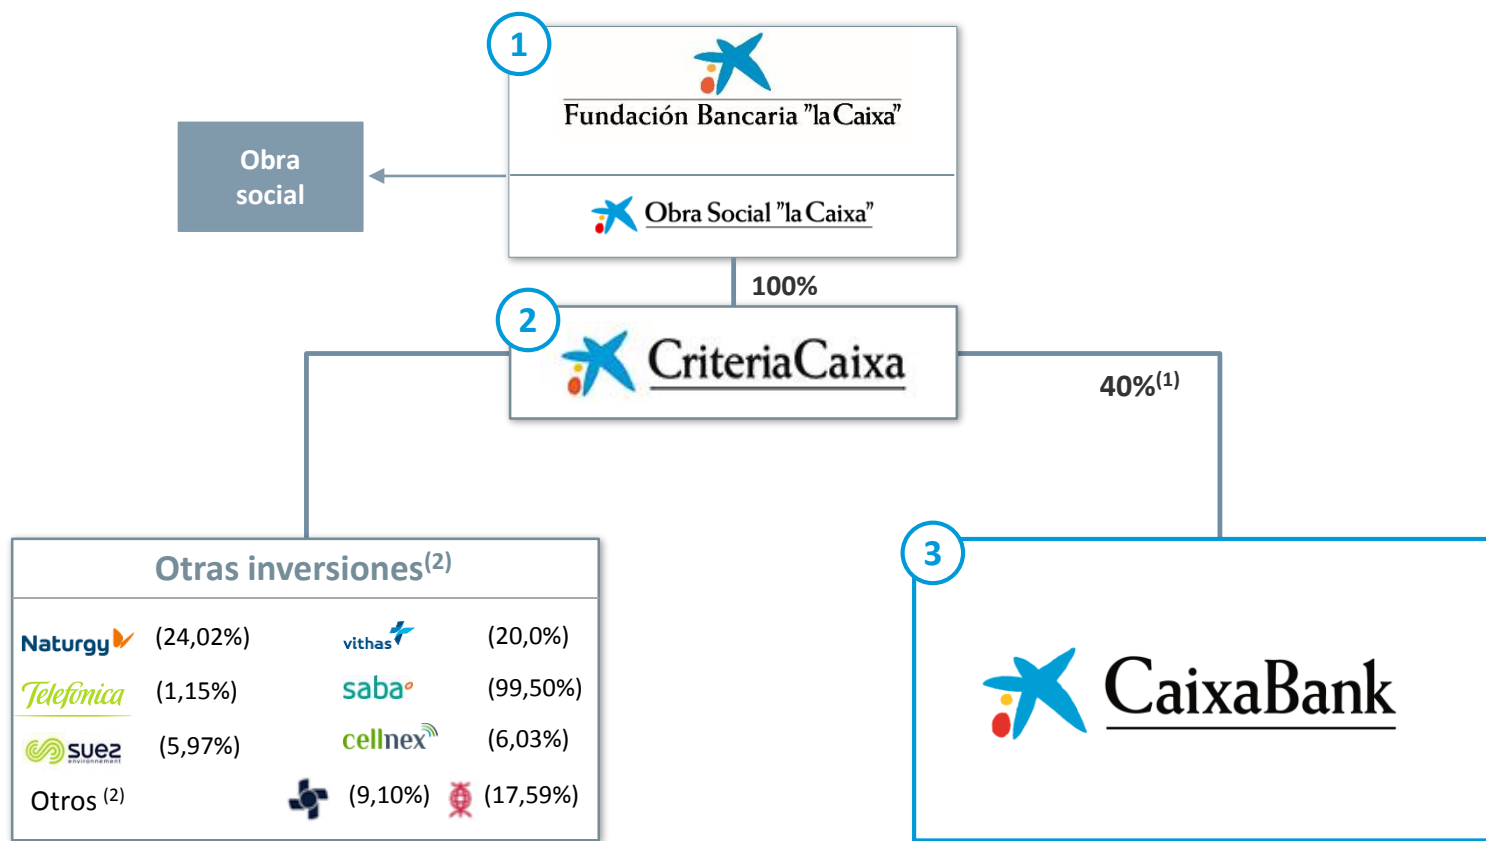 1
Fundación Bancaria "la Caixa"
Obra
social
Obra Social "la Caixa"
100%
2
CriteriaCaixa
40%(1)
Otras inversiones(2)
Naturgy (24,02%) vithas (20,0%)
Telefónica (1,15%) saba (99,50%)
suez environnement (5,97%) cellnex (6,03%)
Otros (2) (9,10%) (17,59%)
3
CaixaBank